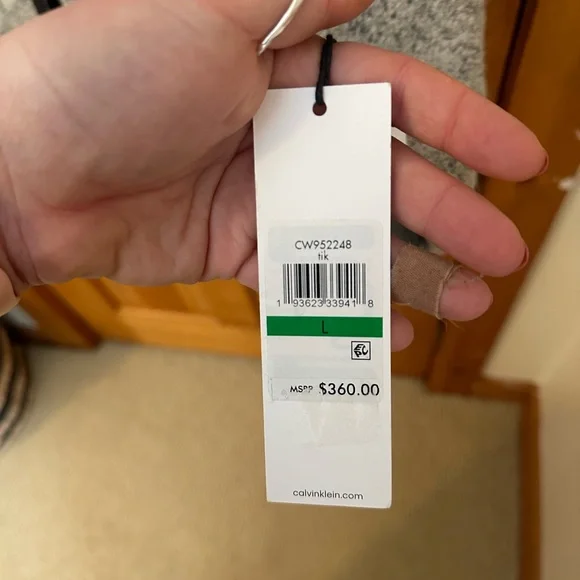 CW952248
tik
1 93623 33941 8
L
MSRP $360.00
calvinklein.com